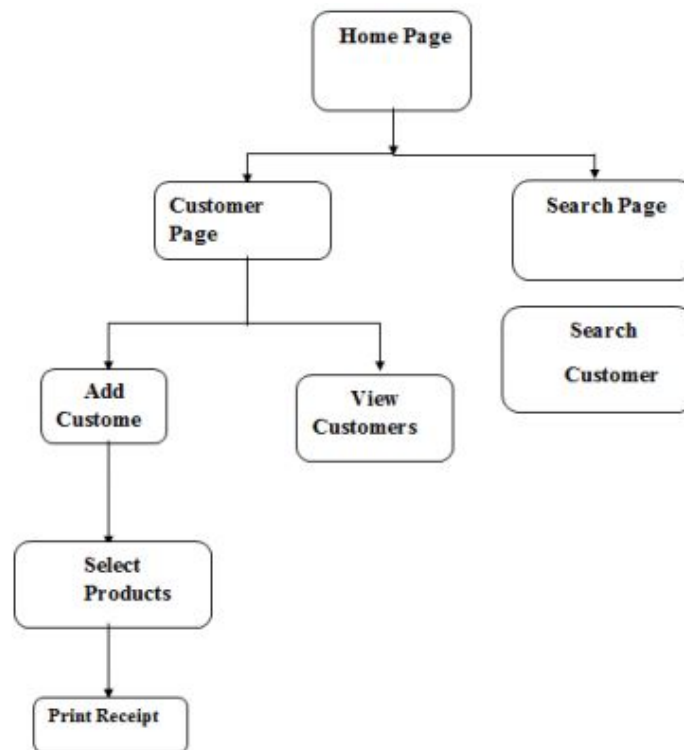 Home Page
Customer
Page
Search Page
Search
Customer
Add
Custome
View
Customers
Select
Products
Print Receipt